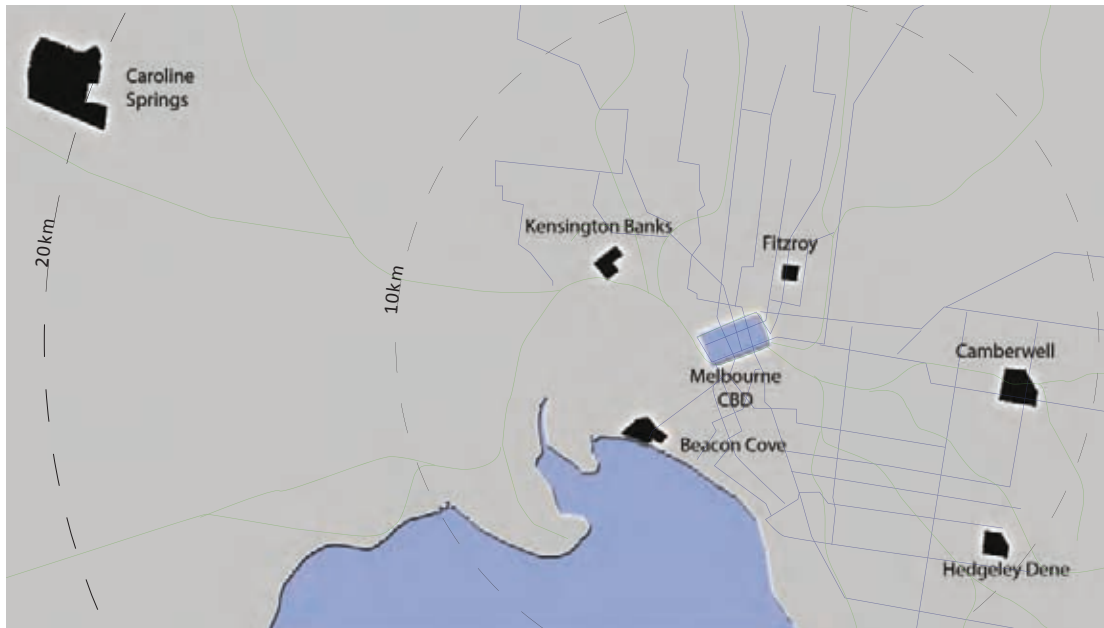 Caroline
Springs
Kensington Banks
Fitzroy
20km
10km
Camberwell
Melbourne
CBD
Beacon Cove
Hedgeley Dene